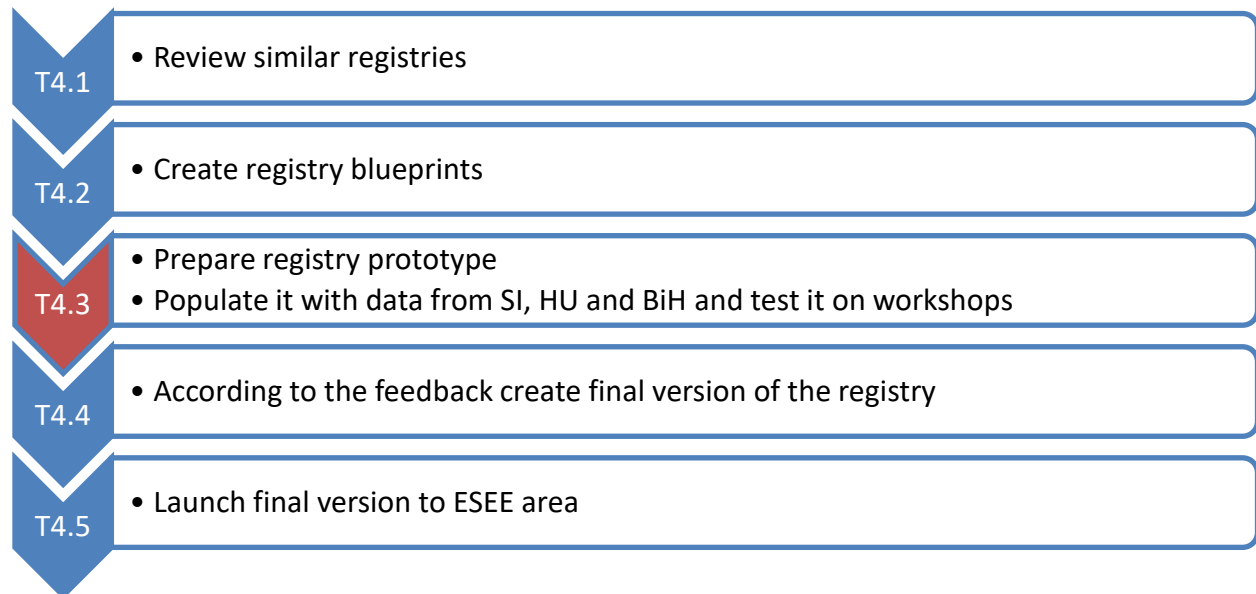 T4.1
• Review similar registries
T4.2
• Create registry blueprints
T4.3
• Prepare registry prototype
• Populate it with data from SI, HU and BiH and test it on workshops
T4.4
• According to the feedback create final version of the registry
T4.5
• Launch final version to ESEE area